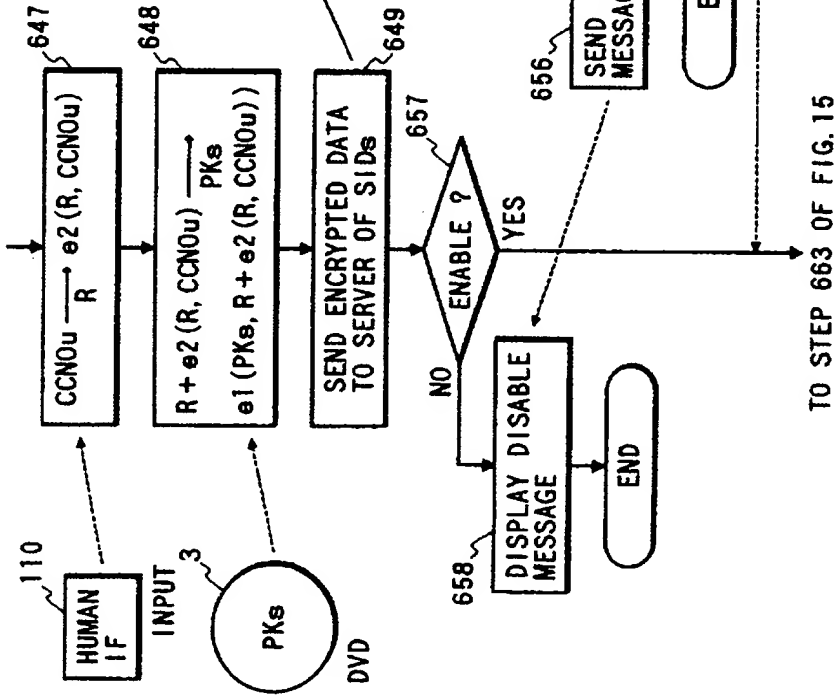 647
CCNOu → e2(R, CCNOu)
R
110
HUMAN
IF
INPUT
648
R+e2(R, CCNOu) →
PKs
e1(PKs, R+e2(R, CCNOu))
3
PKs
DVD
649
SEND ENCRYPTED DATA
TO SERVER OF SIDs
657
ENABLE ?
NO
YES
656
SEND
MESSAG
658
DISPLAY DISABLE
MESSAGE
END
E
TO STEP 663 OF FIG. 15